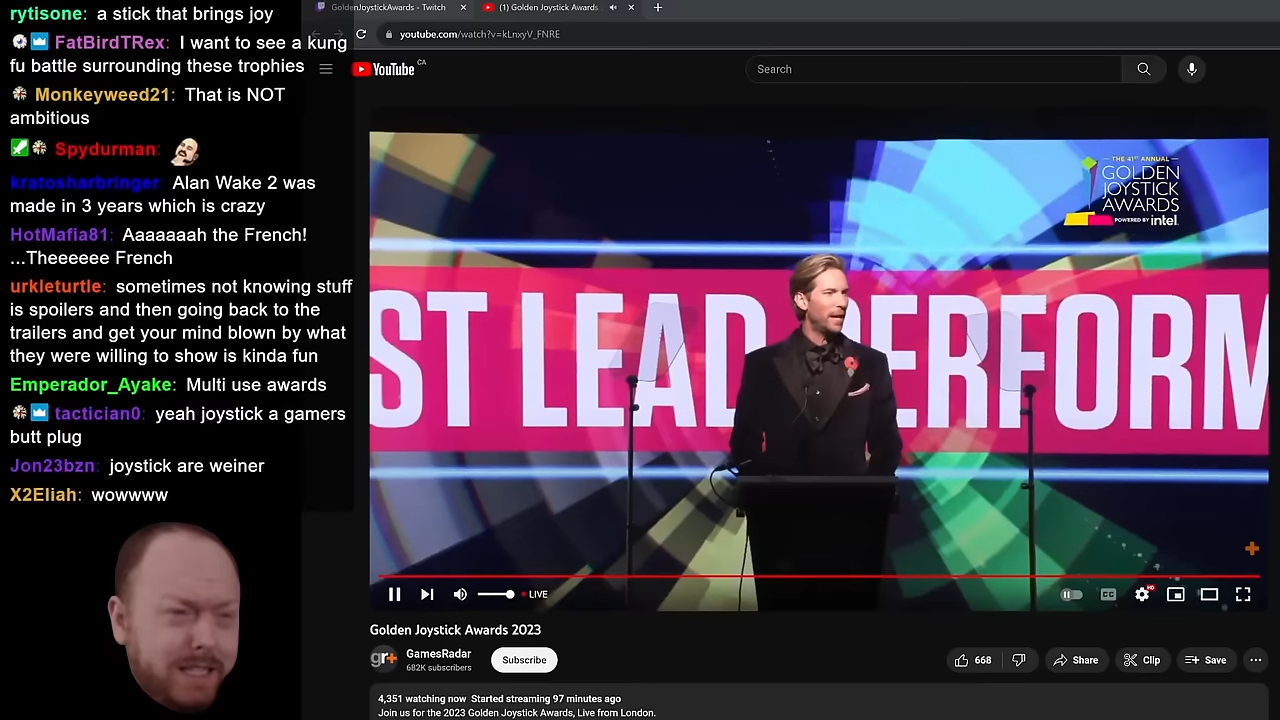 rytisone: a stick that brings joy
FatBirdTRex: I want to see a kung
fu battle surrounding these trophies
Monkeyweed21: That is NOT
ambitious
Spydurman:
kratosharbringer: Alan Wake 2 was
made in 3 years which is crazy
HotMafia81: Aaaaaaah the French!
...Theeeeee French
urkleturtle: sometimes not knowing stuff
is spoilers and then going back to the
trailers and get your mind blown by what
they were willing to show is kinda fun
Emperador_Ayake: Multi use awards
tactician0: yeah joystick a gamers
butt plug
Jon23bzn: joystick are weiner
X2Eliah: wowwww
GoldenJoystickAwards - Twitch
(1) Golden Joystick Awards
youtube.com/watch?v=kLnxyV_FNRE
YouTube CA
Search
THE 41ST ANNUAL
GOLDEN
JOYSTICK
AWARDS
POWERED BY intel.
ST LEAD PERFORM
LIVE
CC
HD
Golden Joystick Awards 2023
gr+
GamesRadar
682K subscribers
Subscribe
668
Share
Clip
Save
4,351 watching now Started streaming 97 minutes ago
Join us for the 2023 Golden Joystick Awards, Live from London.